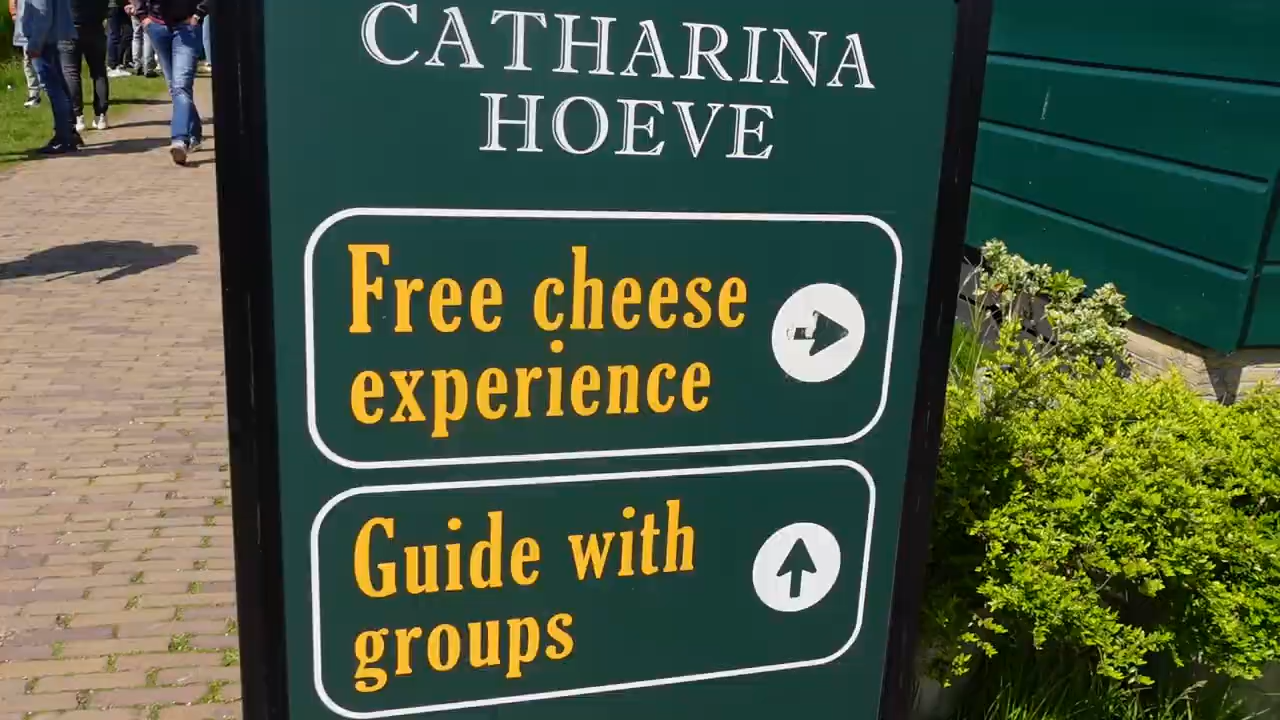 CATHARINA
HOEVE
Free cheese
experience
Guide with
groups